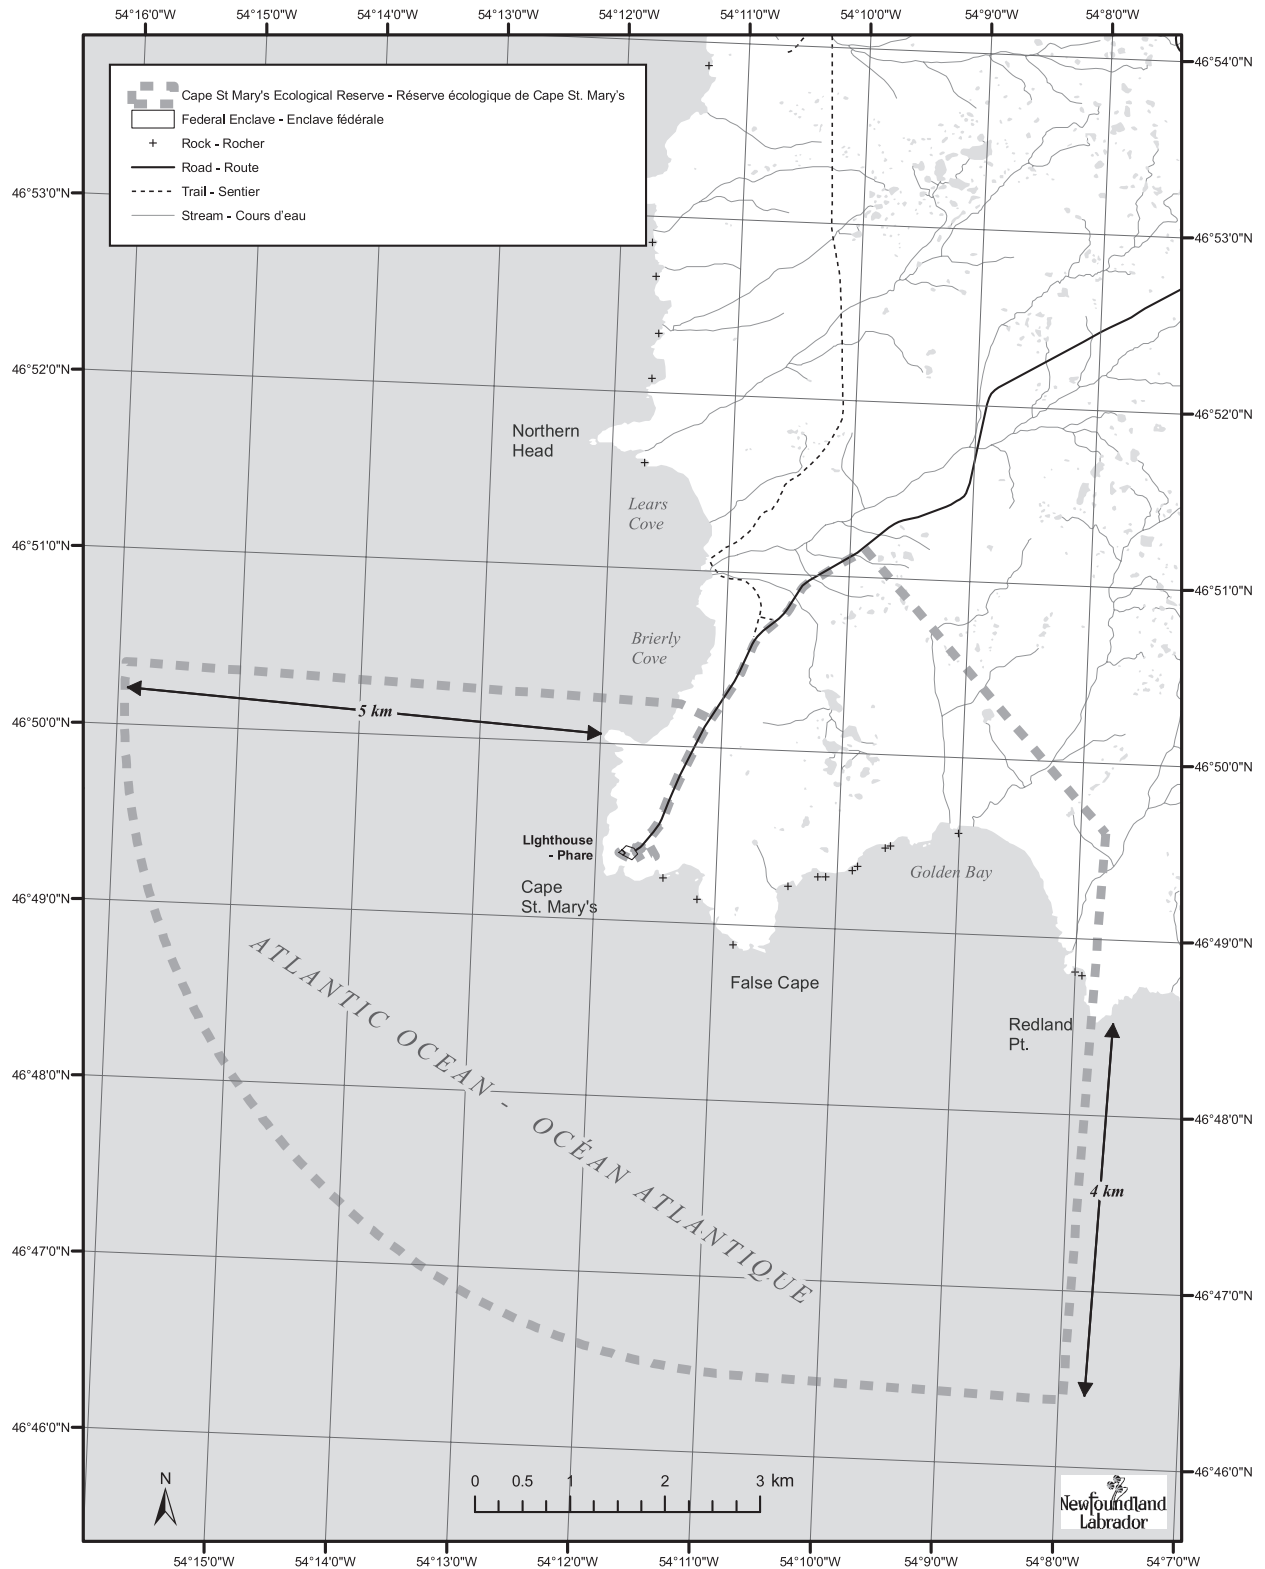 54°16'0"W 54°15'0"W 54°14'0"W 54°13'0"W 54°12'0"W 54°11'0"W 54°10'0"W 54°9'0"W 54°8'0"W
46°54'0"N
Cape St Mary's Ecological Reserve - Réserve écologique de Cape St. Mary's
Federal Enclave - Enclave fédérale
Rock - Rocher
Road - Route
Trail - Sentier
Stream - Cours d'eau
46°53'0"N
46°53'0"N
46°52'0"N
46°52'0"N
Northern
Head
Lears
Cove
46°51'0"N
46°51'0"N
Brierly
Cove
5 km
46°50'0"N
46°50'0"N
LIghthouse
- Phare
Golden Bay
Cape
St. Mary's
46°49'0"N
46°49'0"N
False Cape
Redland
Pt.
ATLANTIC OCEAN - OCÉAN ATLANTIQUE
46°48'0"N
46°48'0"N
4 km
46°47'0"N
46°47'0"N
46°46'0"N
46°46'0"N
N
0 0.5 1 2 3 km
Newfoundland
Labrador
54°15'0"W 54°14'0"W 54°13'0"W 54°12'0"W 54°11'0"W 54°10'0"W 54°9'0"W 54°8'0"W 54°7'0"W